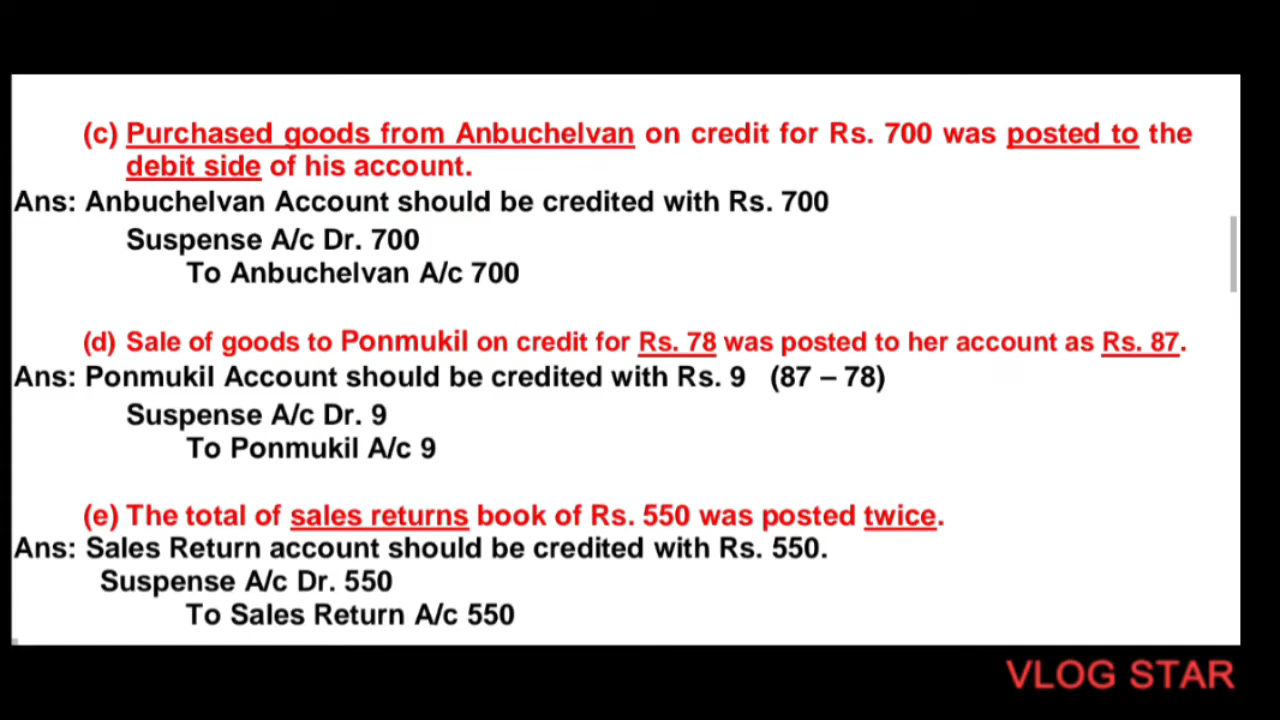 (c) Purchased goods from Anbuchelvan on credit for Rs. 700 was posted to the
debit side of his account.
Ans: Anbuchelvan Account should be credited with Rs. 700
Suspense A/c Dr. 700
To Anbuchelvan A/c 700
(d) Sale of goods to Ponmukil on credit for Rs. 78 was posted to her account as Rs. 87.
Ans: Ponmukil Account should be credited with Rs. 9 (87 – 78)
Suspense A/c Dr. 9
To Ponmukil A/c 9
(e) The total of sales returns book of Rs. 550 was posted twice.
Ans: Sales Return account should be credited with Rs. 550.
Suspense A/c Dr. 550
To Sales Return A/c 550
VLOG STAR